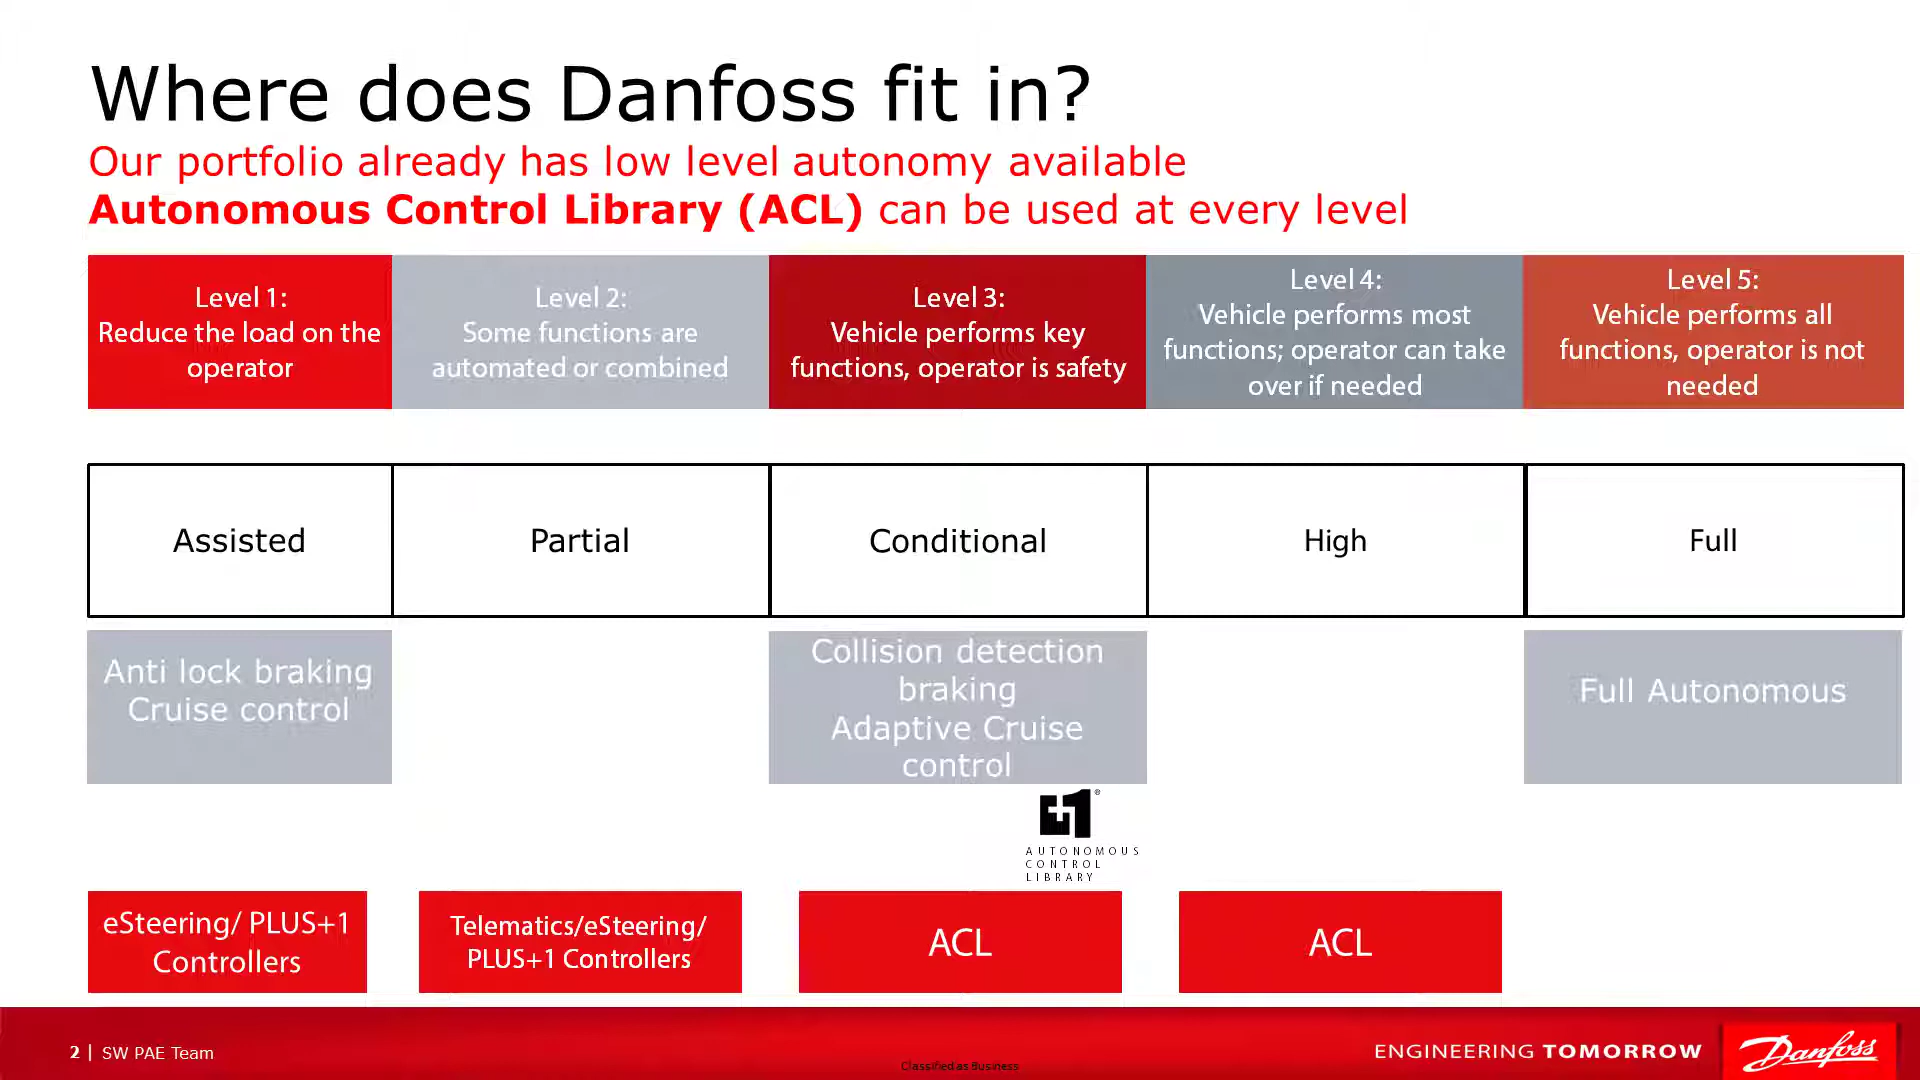 Where does Danfoss fit in?
Our portfolio already has low level autonomy available
Autonomous Control Library (ACL) can be used at every level
Level 1:
Reduce the load on the
operator
Level 2:
Some functions are
automated or combined
Level 3:
Vehicle performs key
functions, operator is safety
Level 4:
Vehicle performs most
functions; operator can take
over if needed
Level 5:
Vehicle performs all
functions, operator is not
needed
Assisted
Partial
Conditional
High
Full
Anti lock braking
Cruise control
Collision detection
braking
Adaptive Cruise
control
Full Autonomous
+1®
AUTONOMOUS
CONTROL
LIBRARY
eSteering/ PLUS+1
Controllers
Telematics/eSteering/
PLUS+1 Controllers
ACL
ACL
2 | SW PAE Team
Classified as Business
ENGINEERING TOMORROW
Danfoss